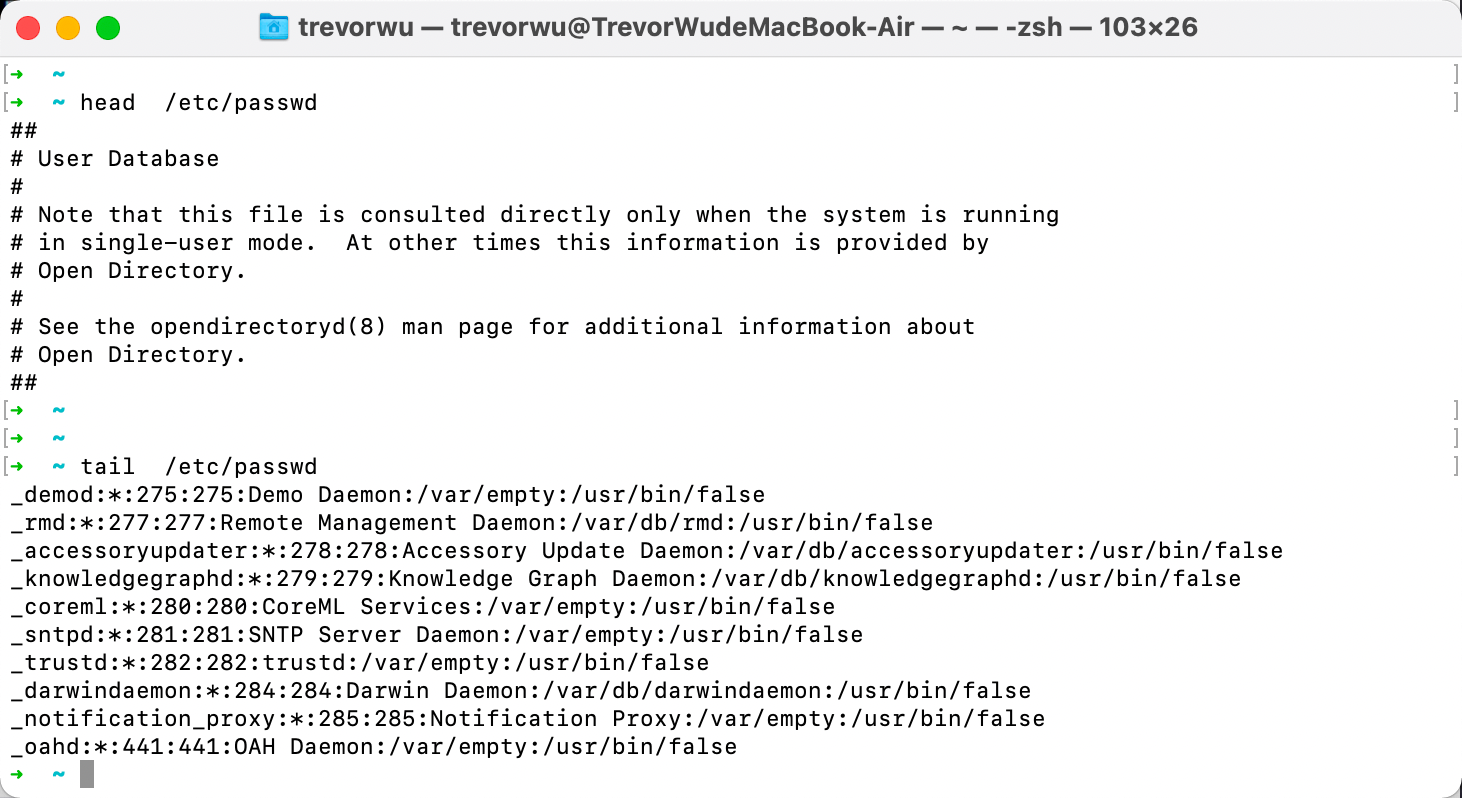 trevorwu — trevorwu@TrevorWudeMacBook-Air — ~ — -zsh — 103×26
[➜  ~ ]
[➜  ~ head  /etc/passwd ]
##
# User Database
#
# Note that this file is consulted directly only when the system is running
# in single-user mode.  At other times this information is provided by
# Open Directory.
#
# See the opendirectoryd(8) man page for additional information about
# Open Directory.
##
[➜  ~ ]
[➜  ~ ]
[➜  ~ tail  /etc/passwd ]
_demod:*:275:275:Demo Daemon:/var/empty:/usr/bin/false
_rmd:*:277:277:Remote Management Daemon:/var/db/rmd:/usr/bin/false
_accessoryupdater:*:278:278:Accessory Update Daemon:/var/db/accessoryupdater:/usr/bin/false
_knowledgegraphd:*:279:279:Knowledge Graph Daemon:/var/db/knowledgegraphd:/usr/bin/false
_coreml:*:280:280:CoreML Services:/var/empty:/usr/bin/false
_sntpd:*:281:281:SNTP Server Daemon:/var/empty:/usr/bin/false
_trustd:*:282:282:trustd:/var/empty:/usr/bin/false
_darwindaemon:*:284:284:Darwin Daemon:/var/db/darwindaemon:/usr/bin/false
_notification_proxy:*:285:285:Notification Proxy:/var/empty:/usr/bin/false
_oahd:*:441:441:OAH Daemon:/var/empty:/usr/bin/false
➜  ~